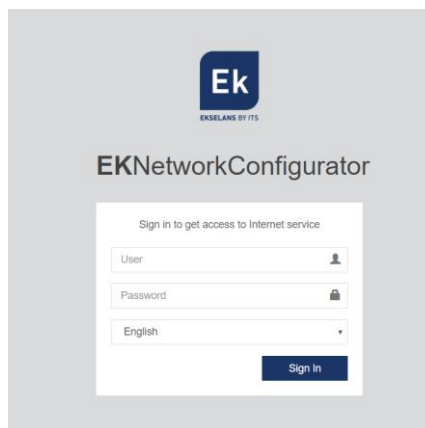 Ek
EKSELANS BY ITS
EKNetworkConfigurator
Sign in to get access to Internet service
User
Password
English
Sign In